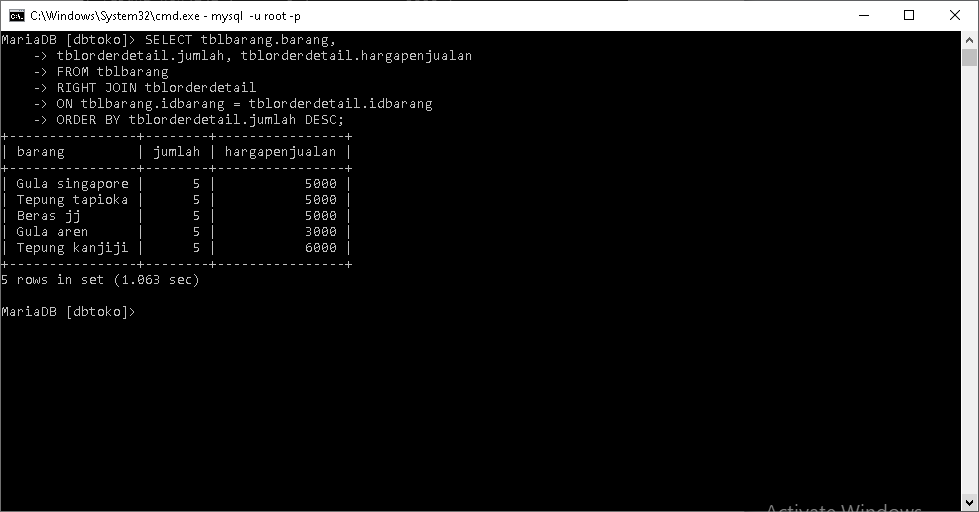 C:\Windows\System32\cmd.exe - mysql -u root -p
MariaDB [dbtoko]> SELECT tblbarang.barang,
    -> tblorderdetail.jumlah, tblorderdetail.hargapenjualan
    -> FROM tblbarang
    -> RIGHT JOIN tblorderdetail
    -> ON tblbarang.idbarang = tblorderdetail.idbarang
    -> ORDER BY tblorderdetail.jumlah DESC;
+----------------+--------+----------------+
| barang         | jumlah | hargapenjualan |
+----------------+--------+----------------+
| Gula singapore |      5 |           5000 |
| Tepung tapioka |      5 |           5000 |
| Beras jj       |      5 |           5000 |
| Gula aren      |      5 |           3000 |
| Tepung kanjiji |      5 |           6000 |
+----------------+--------+----------------+
5 rows in set (1.063 sec)
MariaDB [dbtoko]>
Activate Windows